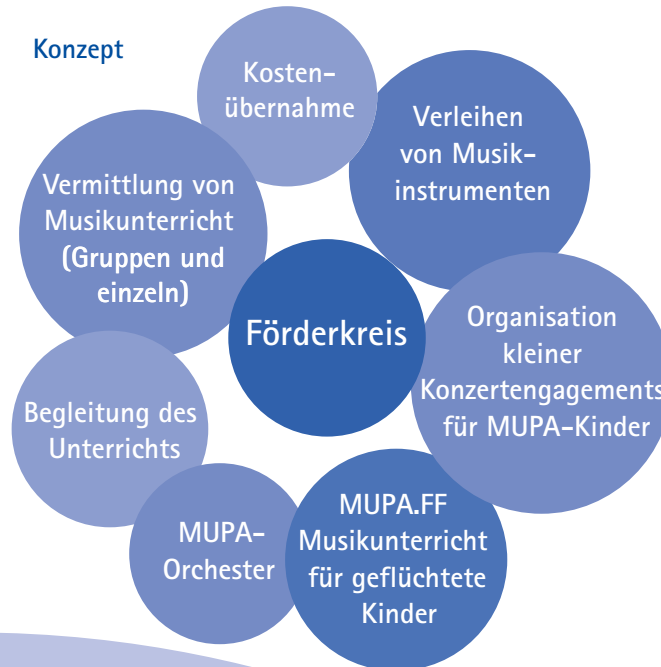 Konzept
Kosten-
übernahme
Verleihen
von Musik-
instrumenten
Vermittlung von
Musikunterricht
(Gruppen und
einzeln)
Förderkreis
Organisation
kleiner
Konzertengagements
für MUPA-Kinder
Begleitung des
Unterrichts
MUPA-
Orchester
MUPA.FF
Musikunterricht
für geflüchtete
Kinder